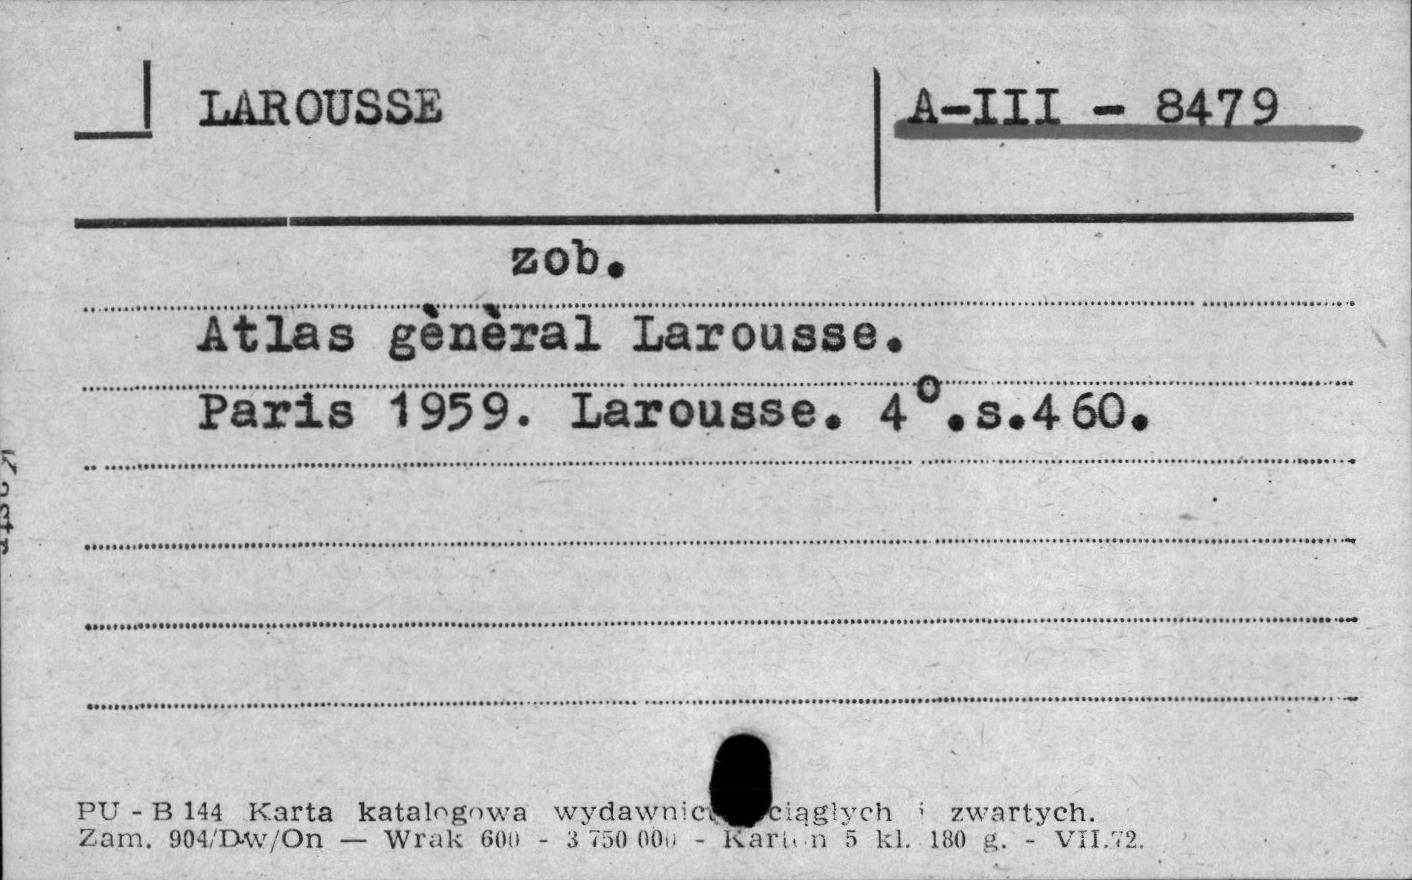 LAROUSSE
A-III - 8479
zob.
Atlas gènèral Larousse.
Paris 1959. Larousse. 4°.s.460.
PU - B 144 Karta katalogowa wydawnictw ciągłych i zwartych.
Zam. 904/Dw/On — Wrak 600 - 3 750 000 - Karton 5 kl. 180 g. - VII.72.